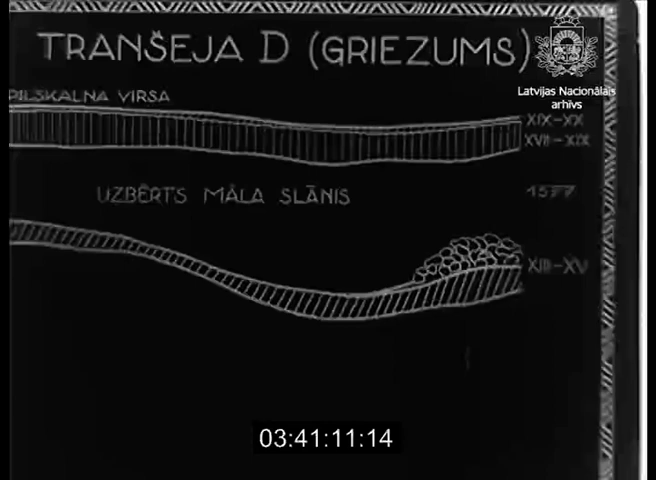 TRANŠEJA D (GRIEZUMS)
Latvijas Nacionālais
arhīvs
PILSKALNA VIRSA
XIX-XX
XVII-XIX
UZBĒRTS MĀLA SLĀNIS
1577
XIII-XV
03:41:11:14